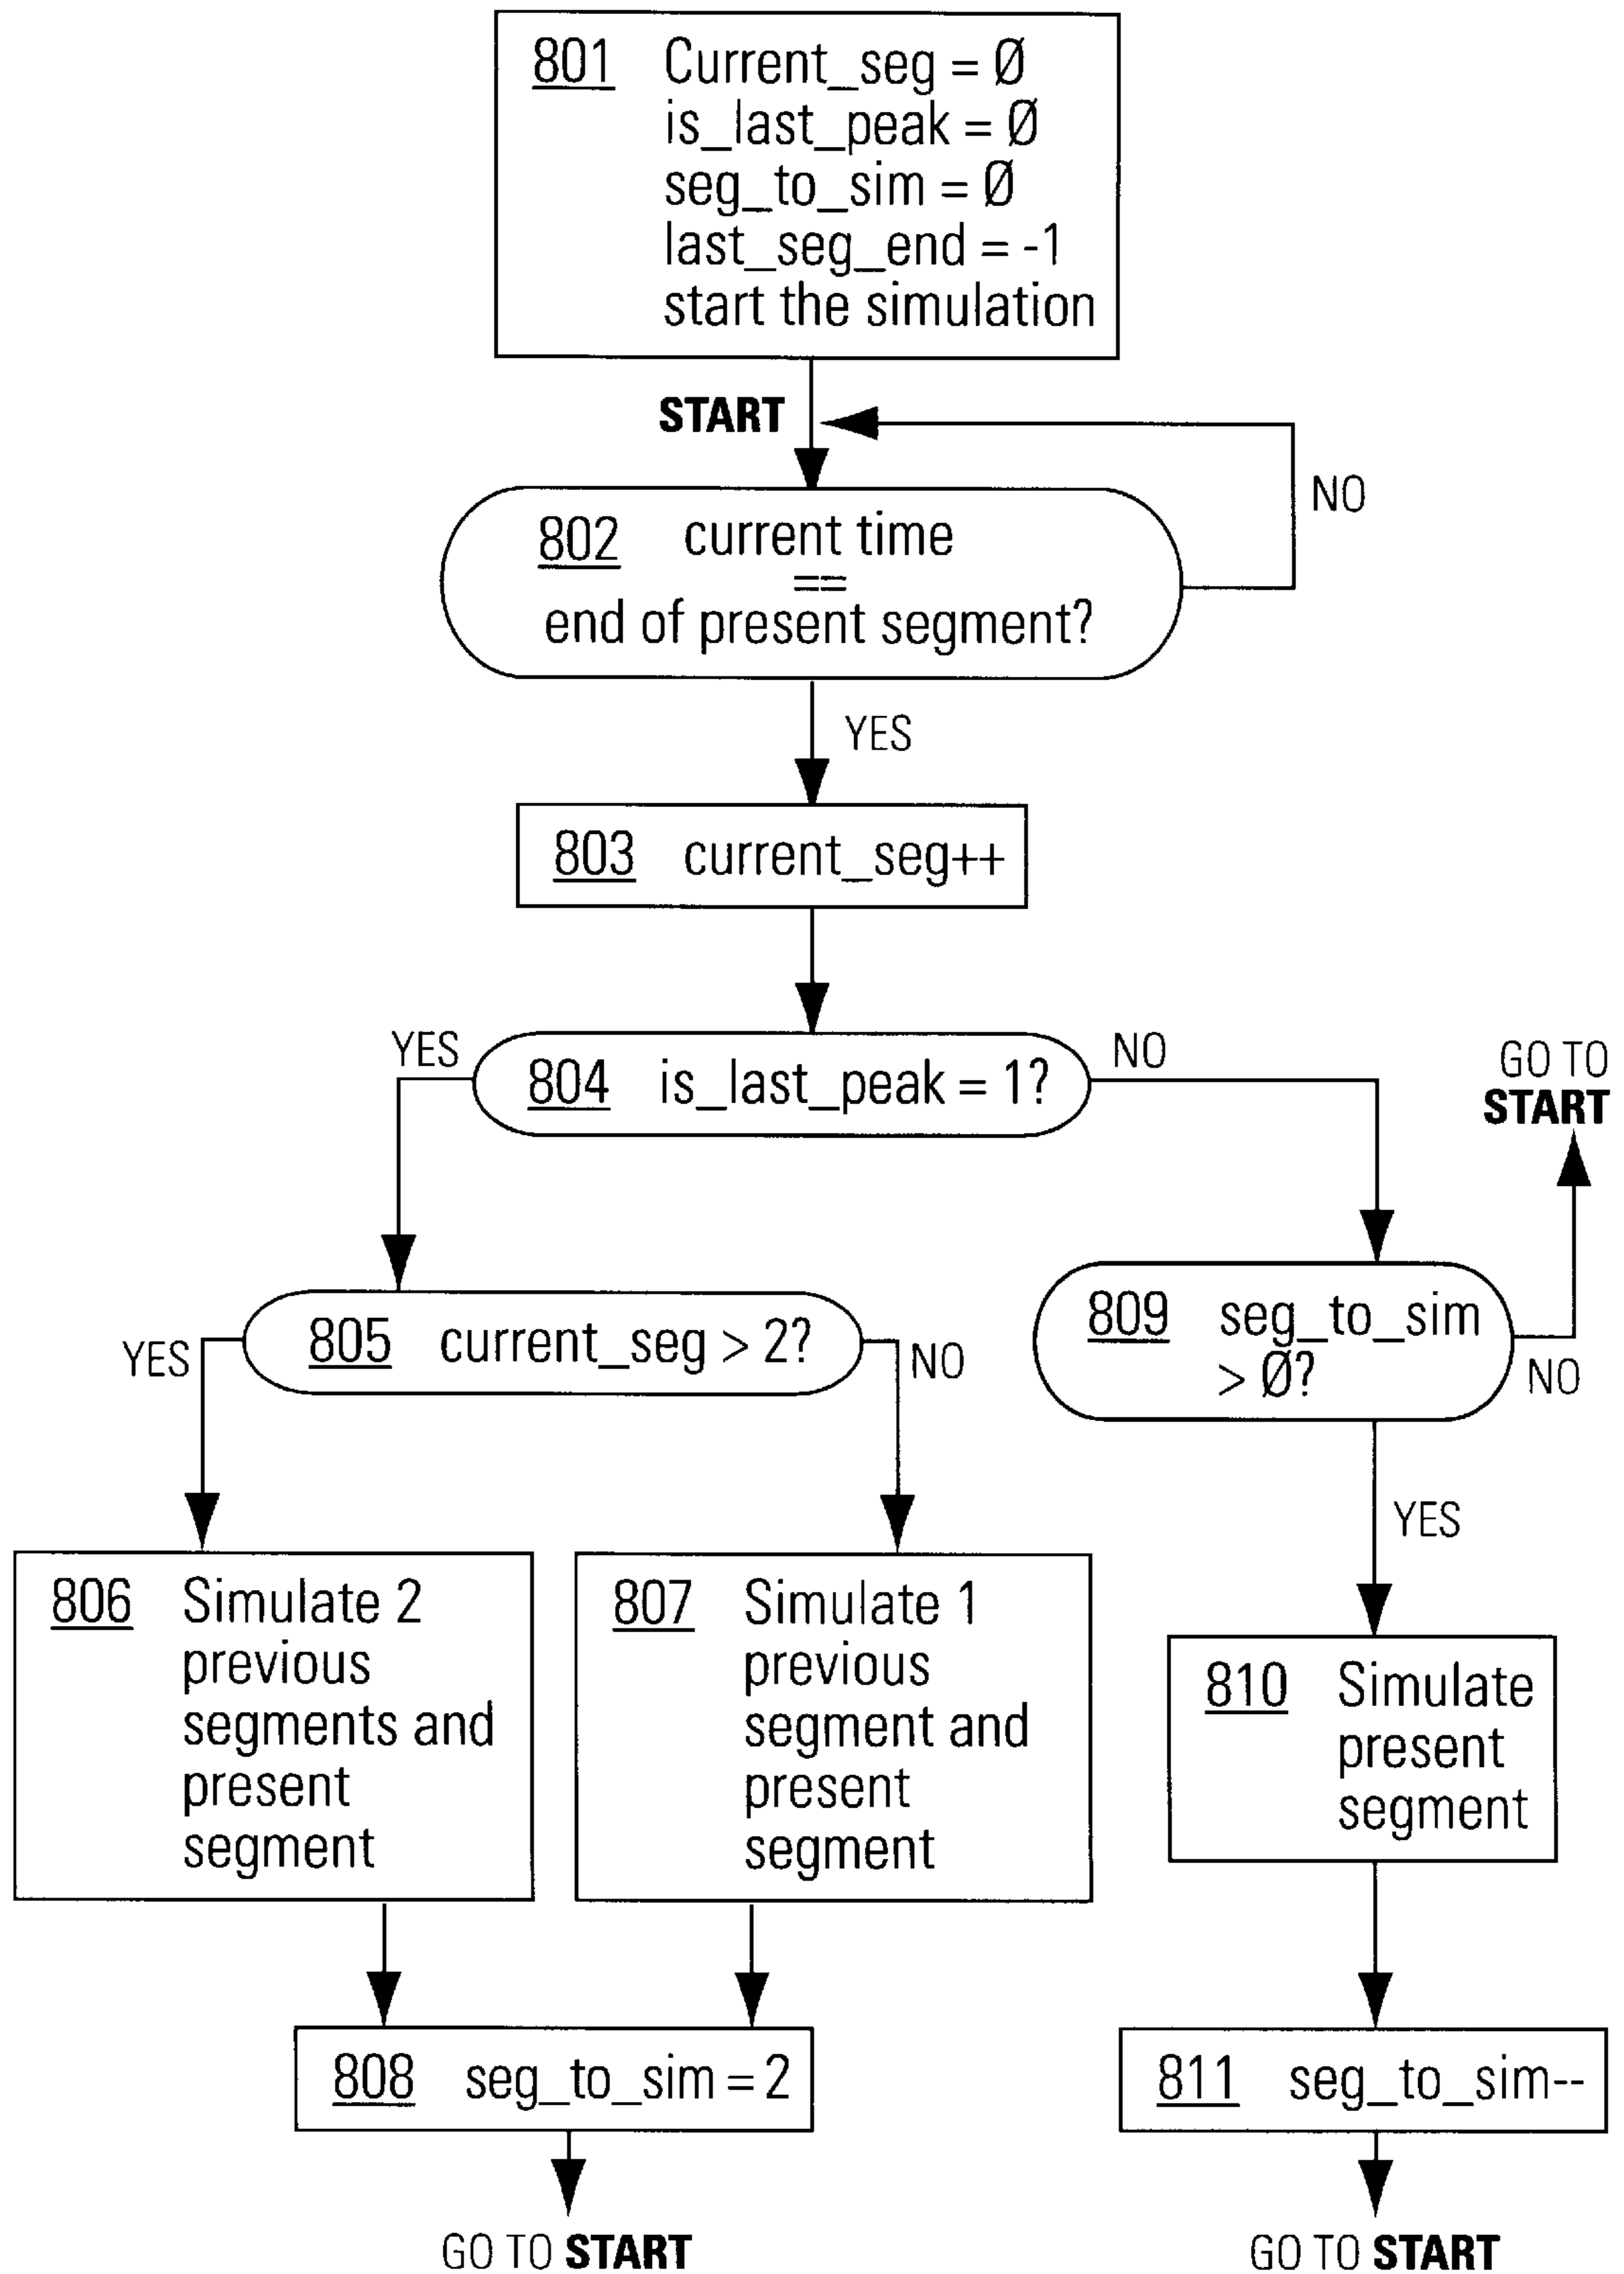 801 Current_seg = Ø
is_last_peak = Ø
seg_to_sim = Ø
last_seg_end = -1
start the simulation
START
NO
802 current time
==
end of present segment?
YES
803 current_seg++
YES
804 is_last_peak = 1?
NO
GO TO
START
805 current_seg > 2?
YES
NO
809 seg_to_sim
> Ø?
NO
YES
806 Simulate 2
previous
segments and
present
segment
807 Simulate 1
previous
segment and
present
segment
810 Simulate
present
segment
808 seg_to_sim = 2
811 seg_to_sim--
GO TO START
GO TO START